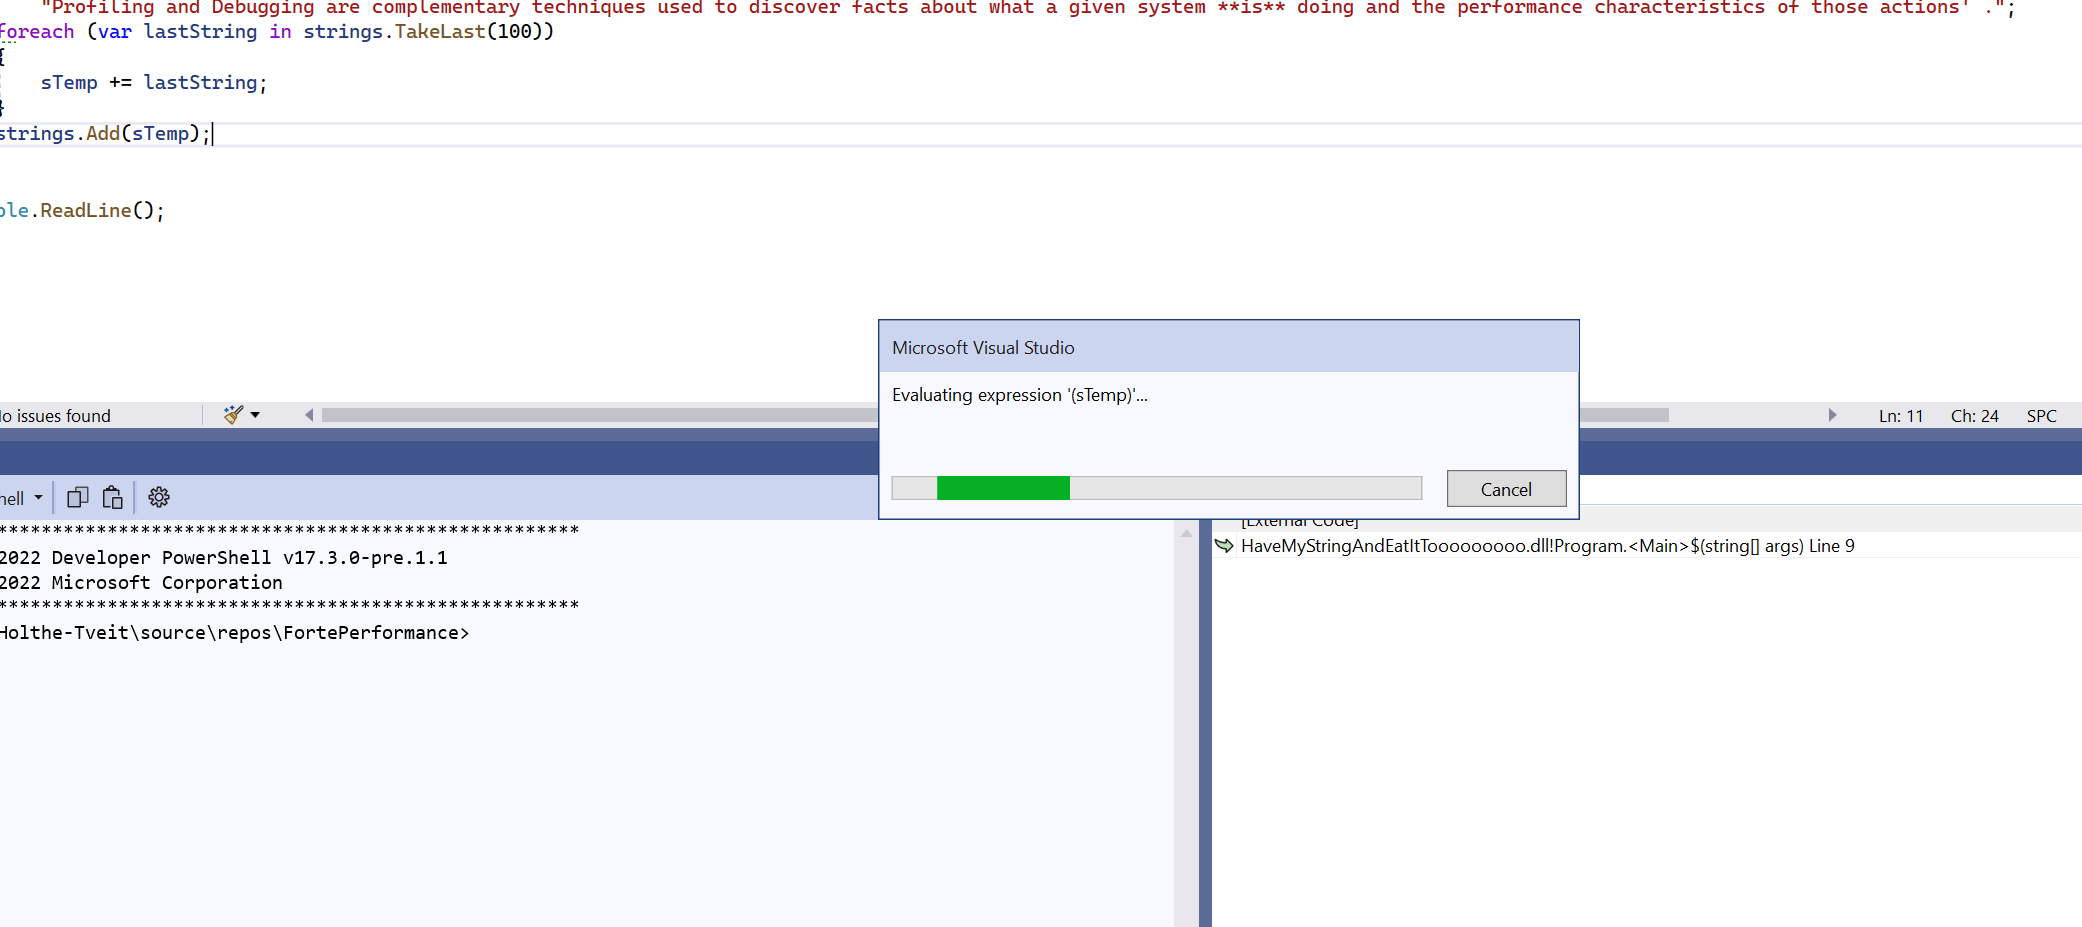 "Profiling and Debugging are complementary techniques used to discover facts about what a given system **is** doing and the performance characteristics of those actions' .";
foreach (var lastString in strings.TakeLast(100))
{
sTemp += lastString;
}
strings.Add(sTemp);
ole.ReadLine();
Microsoft Visual Studio
Evaluating expression '(sTemp)'...
Cancel
lo issues found
Ln: 11 Ch: 24 SPC
hell
[External Code]
HaveMyStringAndEatItTooooooooo.dll!Program.<Main>$(string[] args) Line 9
*****************************************************
2022 Developer PowerShell v17.3.0-pre.1.1
2022 Microsoft Corporation
*****************************************************
Holthe-Tveit\source\repos\FortePerformance>